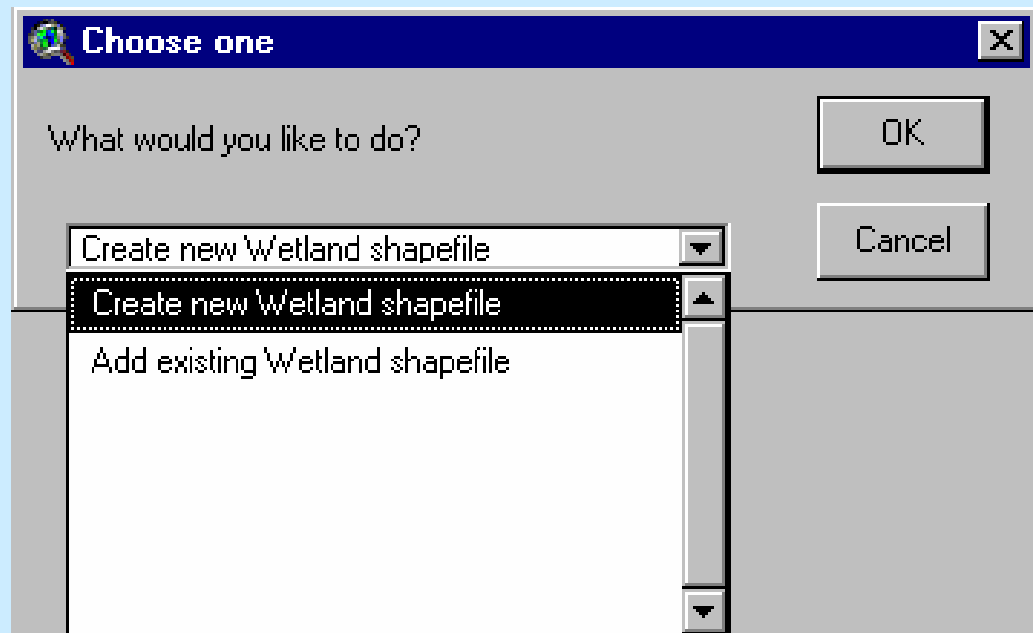 Choose one
What would you like to do?
OK
Create new Wetland shapefile
Cancel
Create new Wetland shapefile
Add existing Wetland shapefile